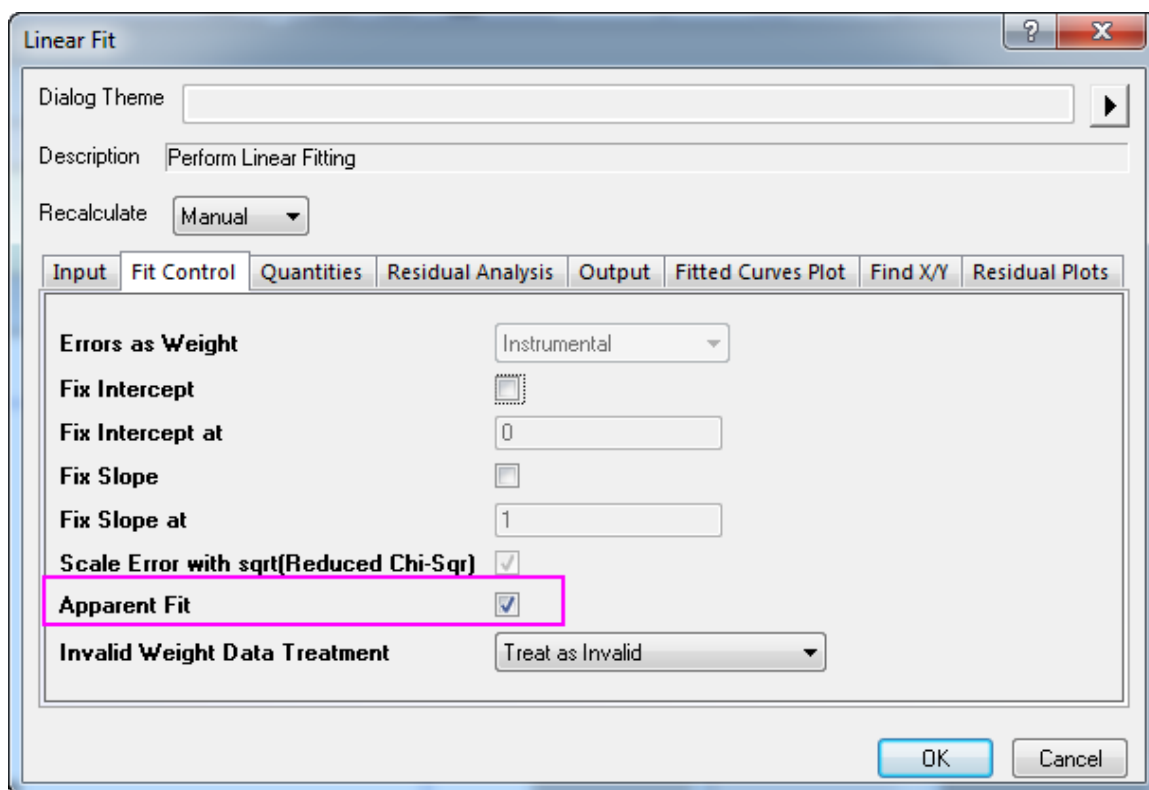 Linear Fit
Dialog Theme
Description Perform Linear Fitting
Recalculate Manual
Input Fit Control Quantities Residual Analysis Output Fitted Curves Plot Find X/Y Residual Plots
Errors as Weight Instrumental
Fix Intercept
Fix Intercept at 0
Fix Slope
Fix Slope at 1
Scale Error with sqrt(Reduced Chi-Sqr)
Apparent Fit
Invalid Weight Data Treatment Treat as Invalid
OK Cancel